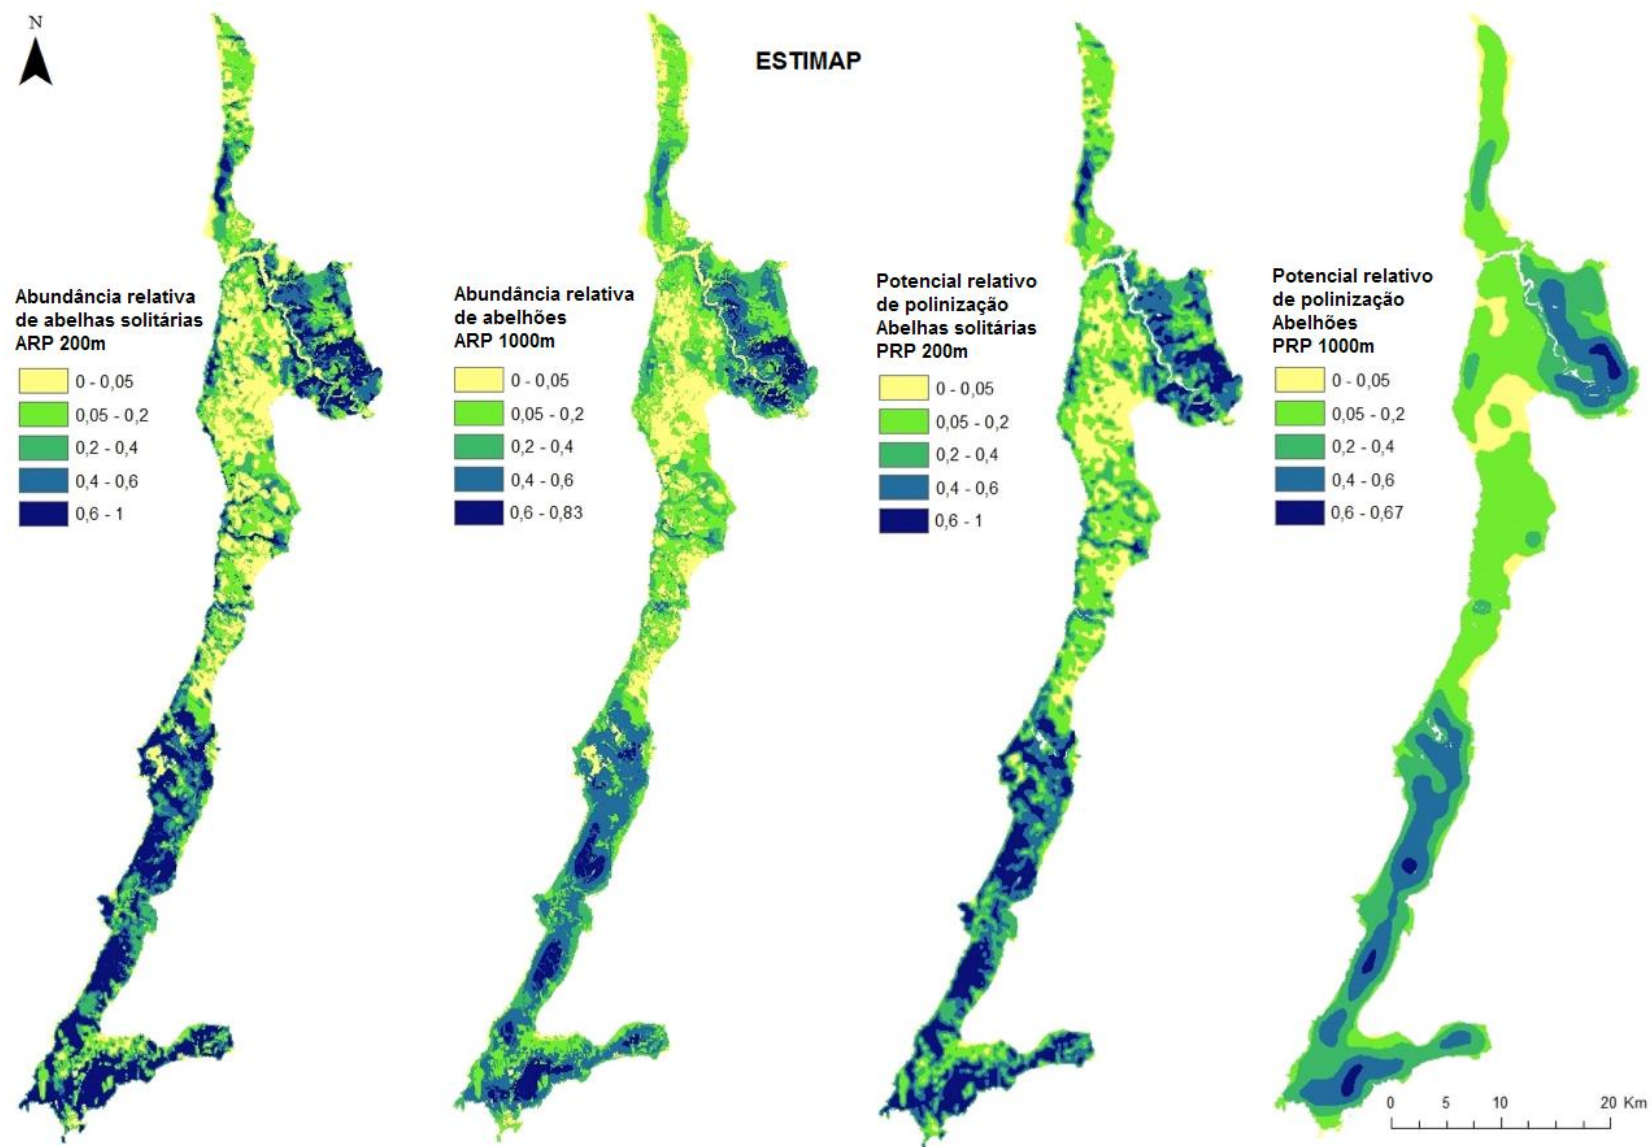 N
ESTIMAP
Abundância relativa
de abelhas solitárias
ARP 200m
0 - 0,05
0,05 - 0,2
0,2 - 0,4
0,4 - 0,6
0,6 - 1
Abundância relativa
de abelhões
ARP 1000m
0 - 0,05
0,05 - 0,2
0,2 - 0,4
0,4 - 0,6
0,6 - 0,83
Potencial relativo
de polinização
Abelhas solitárias
PRP 200m
0 - 0,05
0,05 - 0,2
0,2 - 0,4
0,4 - 0,6
0,6 - 1
Potencial relativo
de polinização
Abelhões
PRP 1000m
0 - 0,05
0,05 - 0,2
0,2 - 0,4
0,4 - 0,6
0,6 - 0,67
0 5 10 20 Km